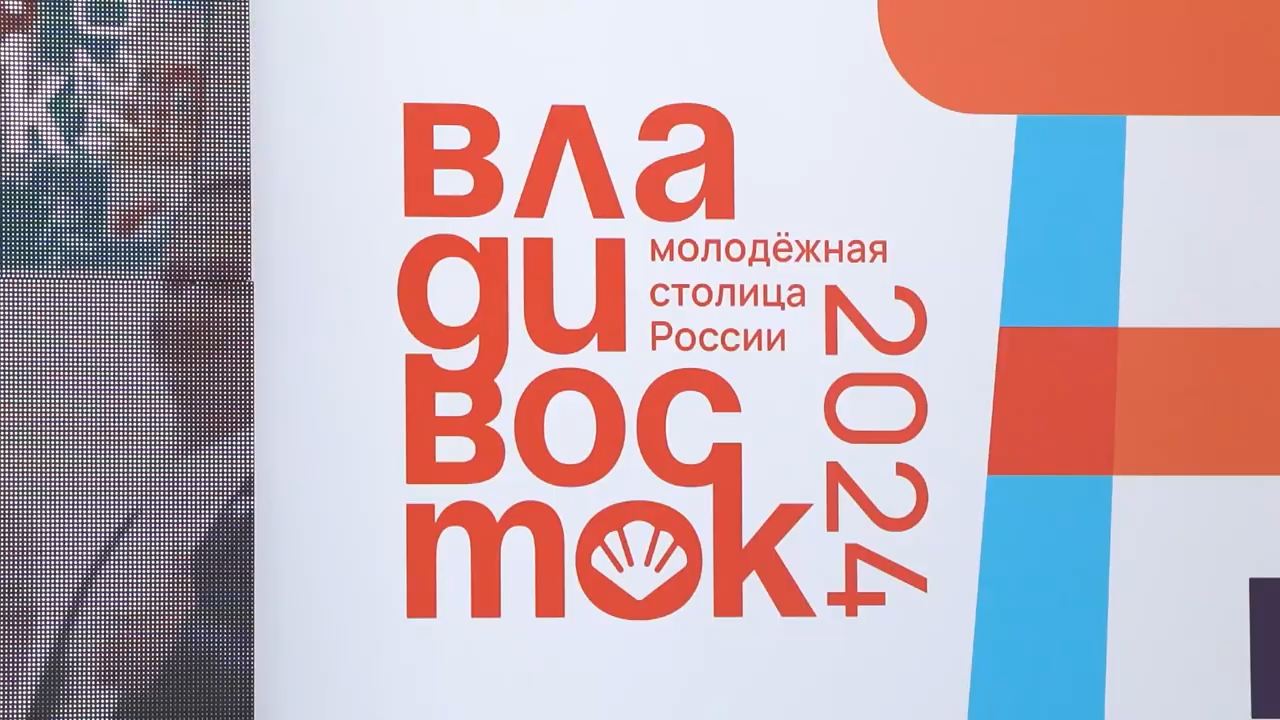 вла
ди
вос
ток
молодёжная
столица
России
2024